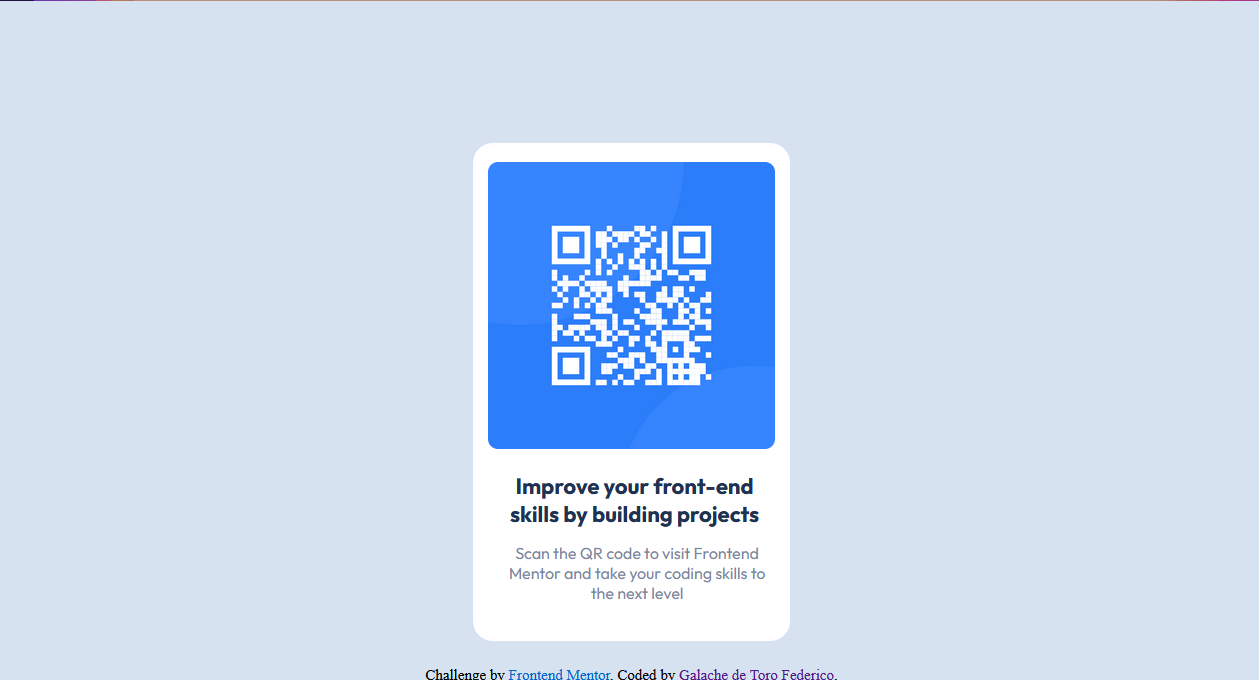 Improve your front-end
skills by building projects
Scan the QR code to visit Frontend
Mentor and take your coding skills to
the next level
Challenge by Frontend Mentor. Coded by Galache de Toro Federico.